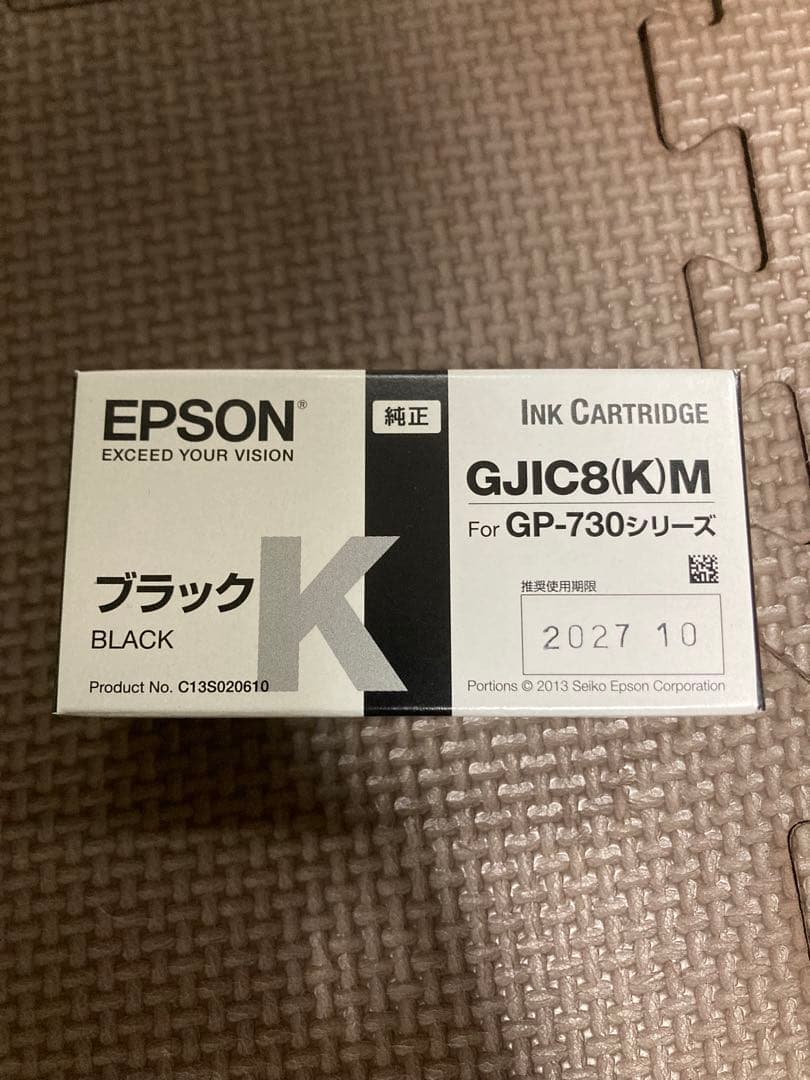 EPSON®
EXCEED YOUR VISION
純正
INK CARTRIDGE
GJIC8(K)M
For GP-730シリーズ
ブラック
BLACK
K
Product No. C13S020610
推奨使用期限
2027 10
Portions © 2013 Seiko Epson Corporation